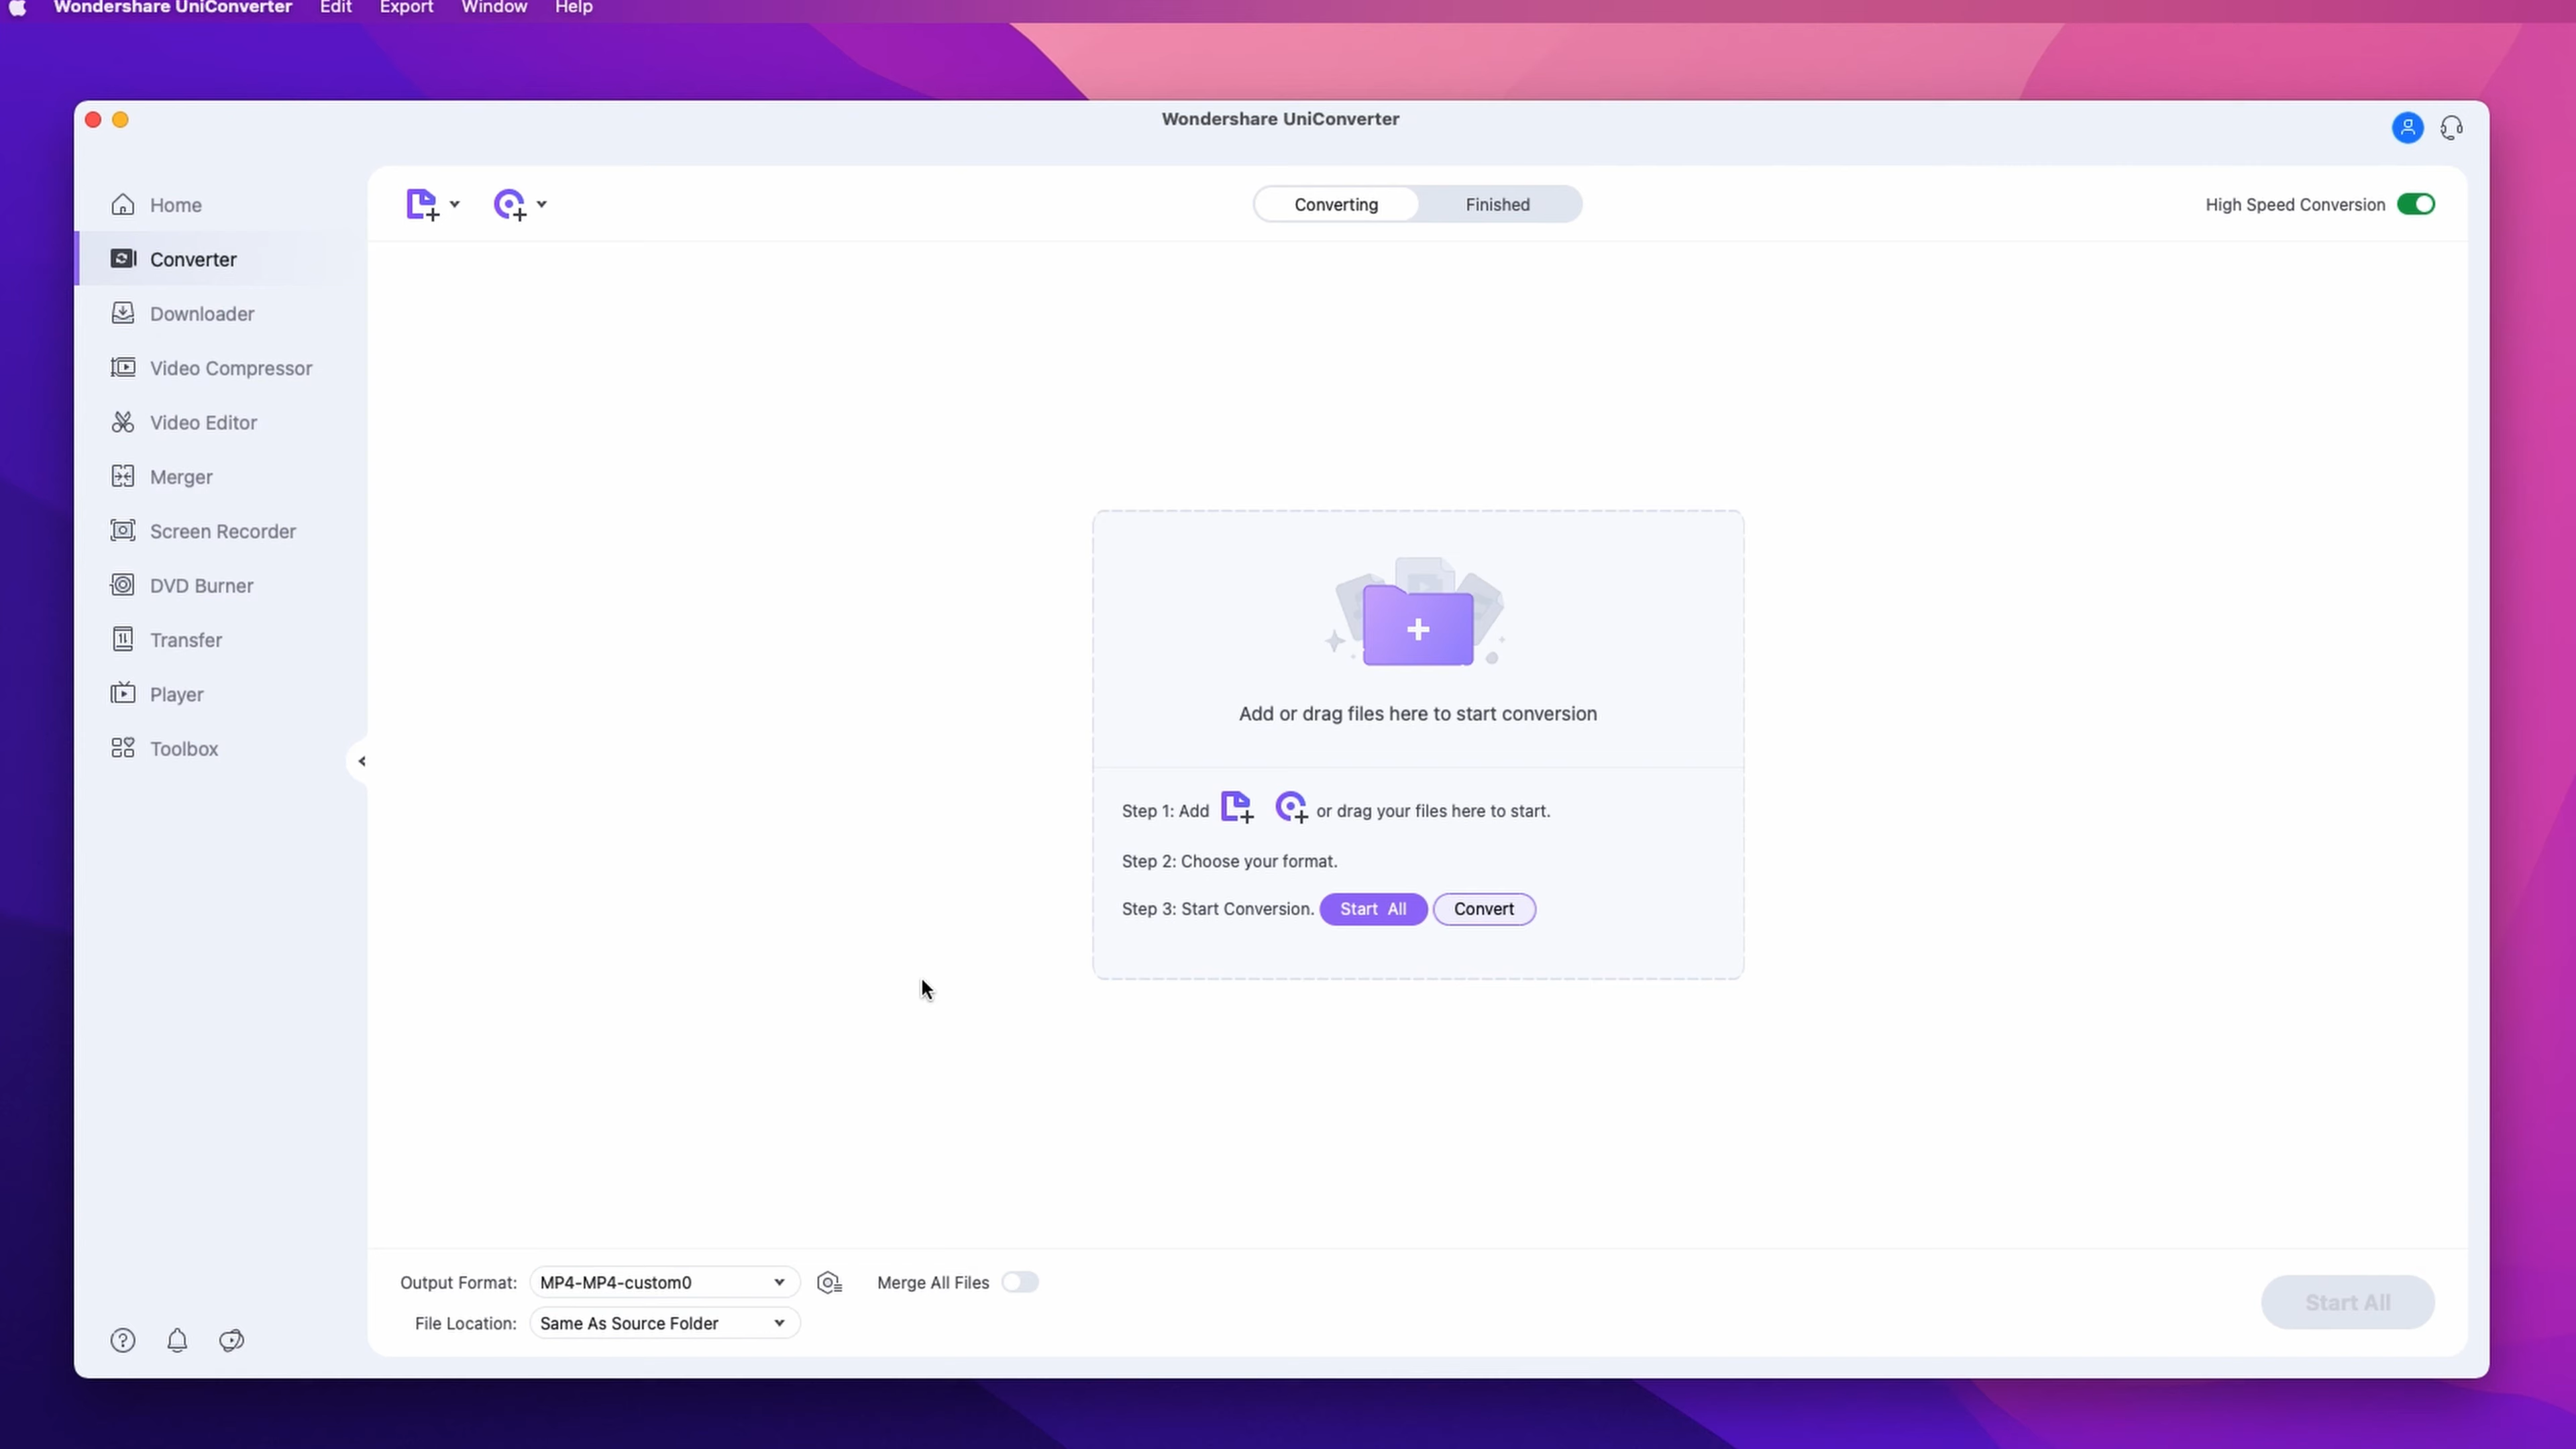 Wondershare UniConverter Edit Export Window Help
Wondershare UniConverter
Home
Converter
Downloader
Video Compressor
Video Editor
Merger
Screen Recorder
DVD Burner
Transfer
Player
Toolbox
Converting Finished
High Speed Conversion
Add or drag files here to start conversion
Step 1: Add or drag your files here to start.
Step 2: Choose your format.
Step 3: Start Conversion. Start All Convert
Output Format: MP4-MP4-custom0 Merge All Files
File Location: Same As Source Folder
Start All